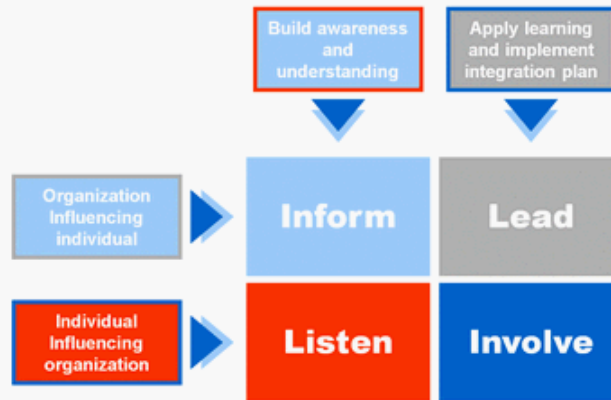 Build awareness
and
understanding
Apply learning
and implement
integration plan
Organization
Influencing
individual
Inform
Lead
Individual
Influencing
organization
Listen
Involve